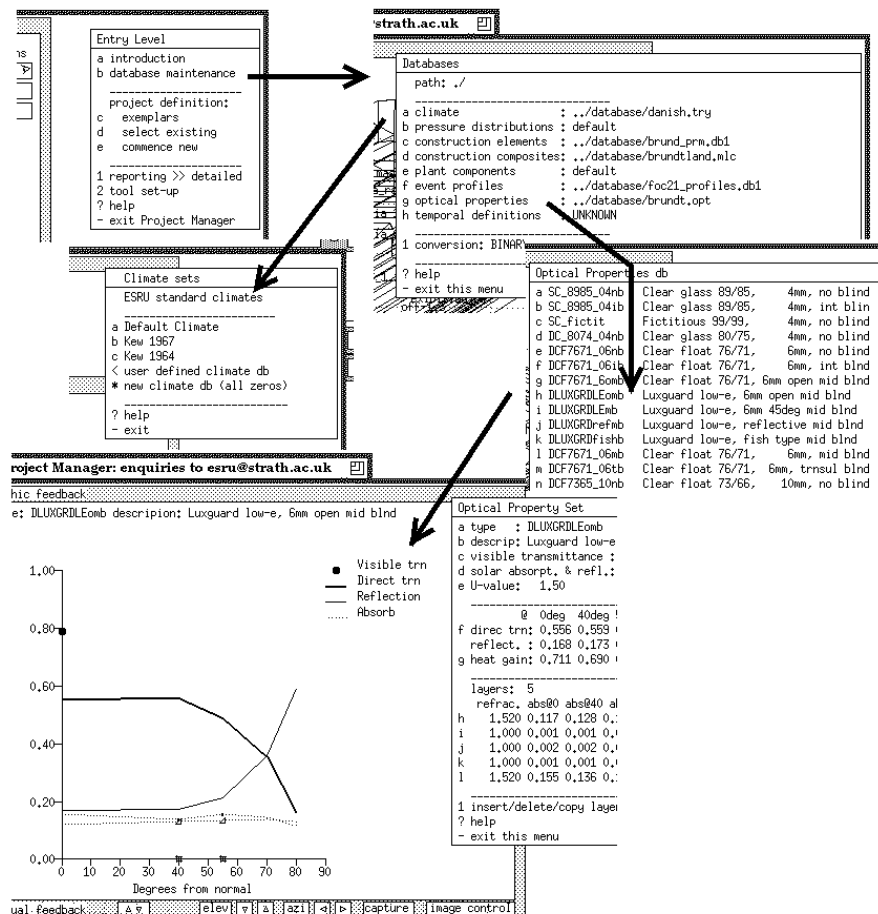 Entry Level
a introduction
b database maintenance
project definition:
c exemplars
d select existing
e commence new
1 reporting >> detailed
2 tool set-up
? help
- exit Project Manager
strath.ac.uk
Databases
path: ./
a climate : ../database/danish.try
b pressure distributions : default
c construction elements : ../database/brund_prm.db1
d construction composites: ../database/brundtland.mlc
e plant components : default
f event profiles : ../database/foc21_profiles.db1
g optical properties : ../database/brundt.opt
h temporal definitions : UNKNOWN
1 conversion: BINARY
? help
- exit this menu
Climate sets
ESRU standard climates
a Default Climate
b Kew 1967
c Kew 1964
< user defined climate db
* new climate db (all zeros)
? help
- exit
Optical Properties db
a SC_8985_04nb Clear glass 89/85, 4mm, no blind
b SC_8985_04ib Clear glass 89/85, 4mm, int blin
c SC_fictit Fictitious 99/99, 4mm, no blind
d DC_8074_04nb Clear glass 80/75, 4mm, no blind
e DCF7671_06nb Clear float 76/71, 6mm, no blind
f DCF7671_06ib Clear float 76/71, 6mm, int blind
g DCF7671_6omb Clear float 76/71, 6mm open mid blnd
h DLUXGRDLEomb Luxguard low-e, 6mm open mid blnd
i DLUXGRDLEmb Luxguard low-e, 6mm 45deg mid blnd
j DLUXGRDrefmb Luxguard low-e, reflective mid blnd
k DLUXGRDfishb Luxguard low-e, fish type mid blnd
l DCF7671_06mb Clear float 76/71, 6mm, mid blnd
m DCF7671_06tb Clear float 76/71, 6mm, trnsul blnd
n DCF7365_10nb Clear float 73/66, 10mm, no blind
roject Manager: enquiries to esru@strath.ac.uk
hic feedback
e: DLUXGRDLEomb descripion: Luxguard low-e, 6mm open mid blnd
Visible trn
Direct trn
Reflection
Absorb
1.00
0.80
0.60
0.40
0.20
0.00
0 10 20 30 40 50 60 70 80 90
Degrees from normal
Optical Property Set
a type : DLUXGRDLEomb
b descrip: Luxguard low-e
c visible transmittance :
d solar absorpt. & refl.:
e U-value: 1.50
@ 0deg 40deg
f direc trn: 0.556 0.559
reflect. : 0.168 0.173
g heat gain: 0.711 0.690
layers: 5
refrac. abs@0 abs@40 ab
h 1.520 0.117 0.128 0.
i 1.000 0.001 0.001 0.
j 1.000 0.002 0.002 0.
k 1.000 0.001 0.001 0.
l 1.520 0.155 0.136 0.
1 insert/delete/copy layer
? help
- exit this menu
ual feedback elev azi capture image control